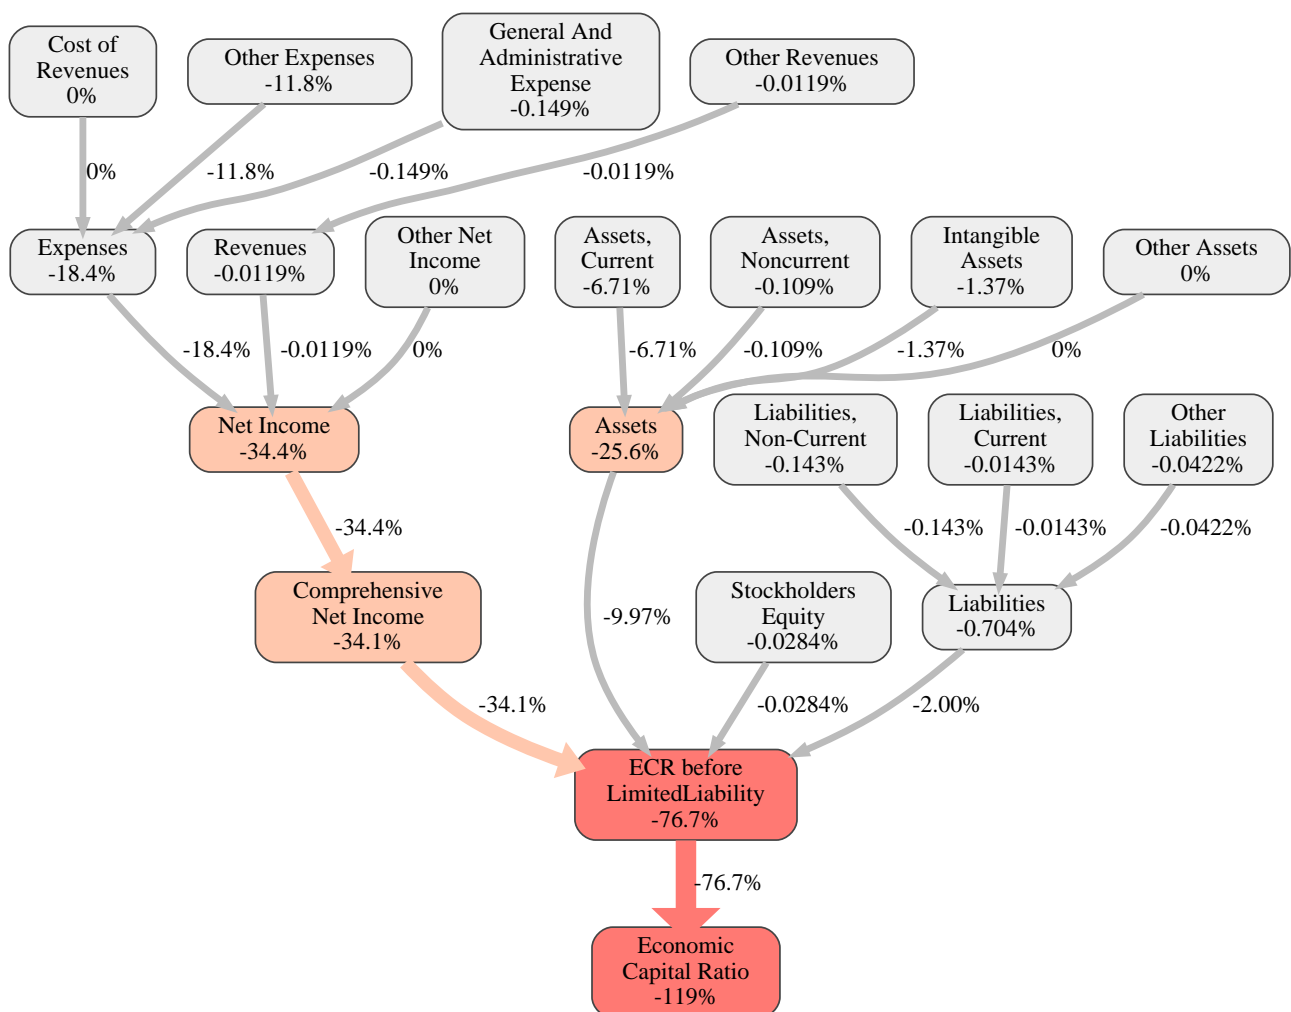 Cost of
Revenues
0%
Other Expenses
-11.8%
General And
Administrative
Expense
-0.149%
Other Revenues
-0.0119%
0%
-11.8%
-0.149%
-0.0119%
Expenses
-18.4%
Revenues
-0.0119%
Other Net
Income
0%
Assets,
Current
-6.71%
Assets,
Noncurrent
-0.109%
Intangible
Assets
-1.37%
Other Assets
0%
-18.4%
-0.0119%
0%
-6.71%
-0.109%
-1.37%
0%
Net Income
-34.4%
Assets
-25.6%
Liabilities,
Non-Current
-0.143%
Liabilities,
Current
-0.0143%
Other
Liabilities
-0.0422%
-34.4%
-0.143%
-0.0143%
-0.0422%
Comprehensive
Net Income
-34.1%
-9.97%
Stockholders
Equity
-0.0284%
Liabilities
-0.704%
-34.1%
-0.0284%
-2.00%
ECR before
LimitedLiability
-76.7%
-76.7%
Economic
Capital Ratio
-119%